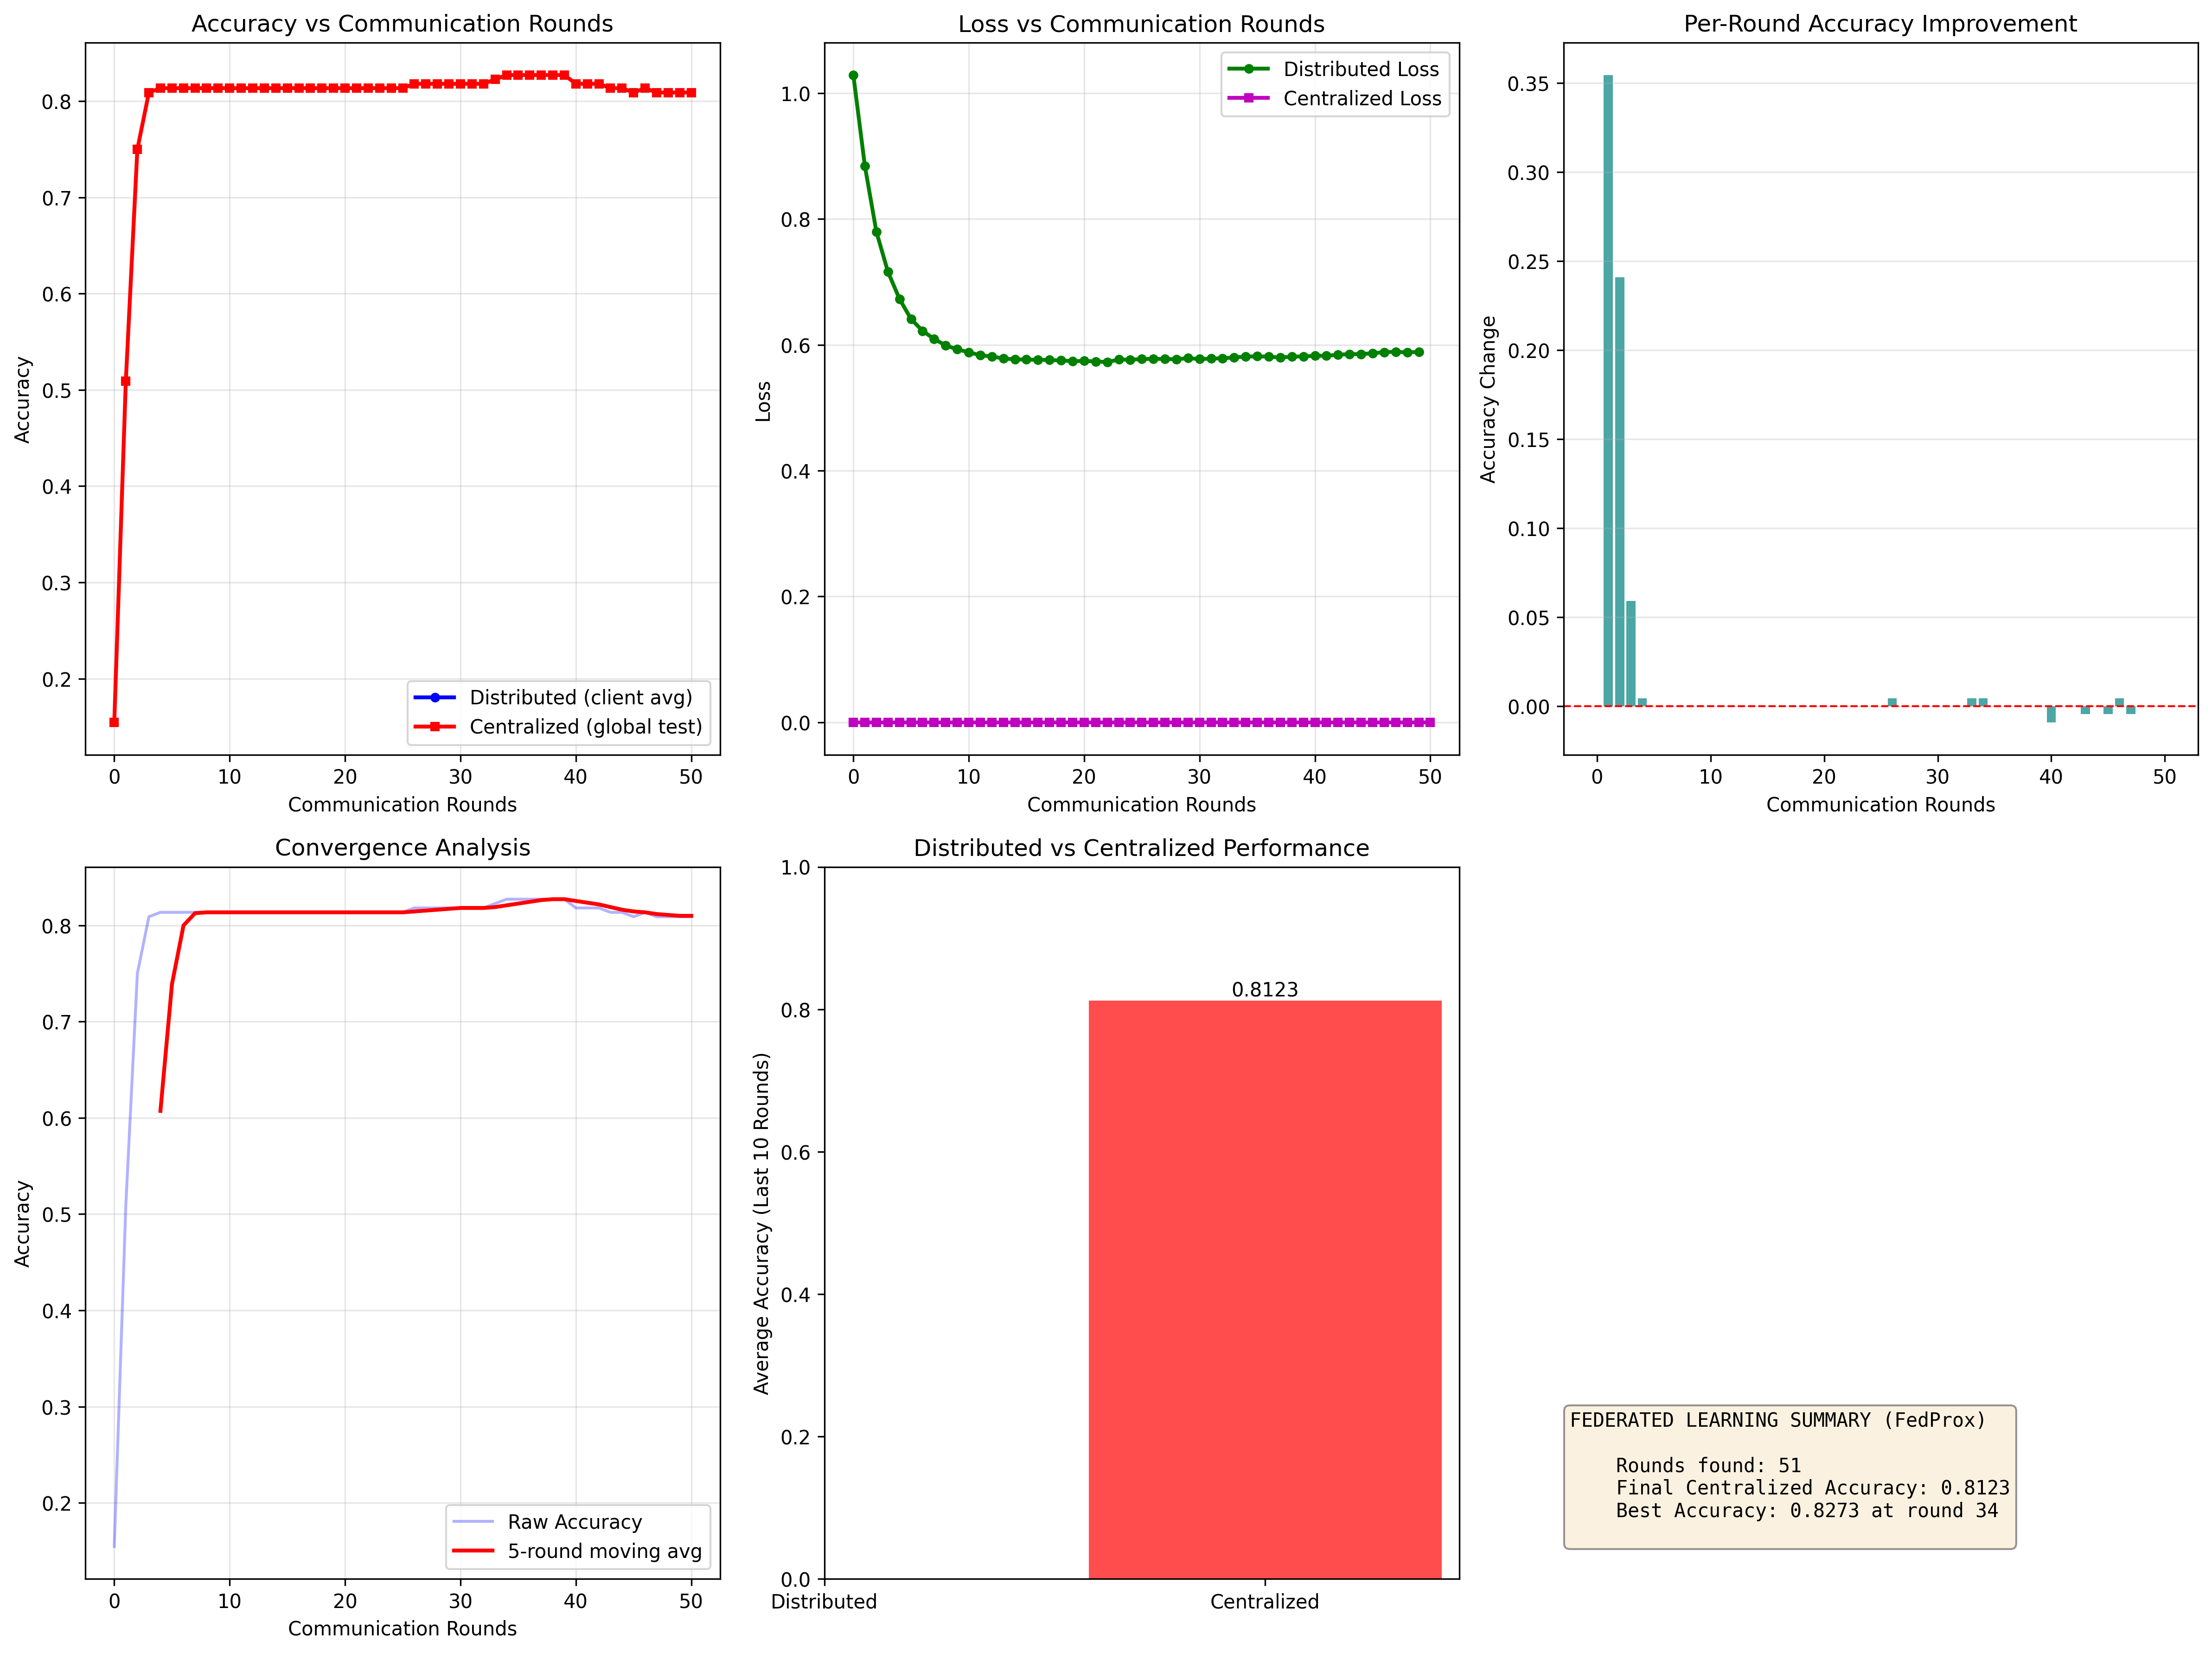 Accuracy vs Communication Rounds
Accuracy
0.8
0.7
0.6
0.5
0.4
0.3
0.2
0 10 20 30 40 50
Communication Rounds
Distributed (client avg)
Centralized (global test)
Loss vs Communication Rounds
Loss
1.0
0.8
0.6
0.4
0.2
0.0
0 10 20 30 40 50
Communication Rounds
Distributed Loss
Centralized Loss
Per-Round Accuracy Improvement
Accuracy Change
0.35
0.30
0.25
0.20
0.15
0.10
0.05
0.00
0 10 20 30 40 50
Communication Rounds
Convergence Analysis
Accuracy
0.8
0.7
0.6
0.5
0.4
0.3
0.2
0 10 20 30 40 50
Communication Rounds
Raw Accuracy
5-round moving avg
Distributed vs Centralized Performance
Average Accuracy (Last 10 Rounds)
1.0
0.8
0.6
0.4
0.2
0.0
0.8123
Distributed Centralized
FEDERATED LEARNING SUMMARY (FedProx)
Rounds found: 51
Final Centralized Accuracy: 0.8123
Best Accuracy: 0.8273 at round 34